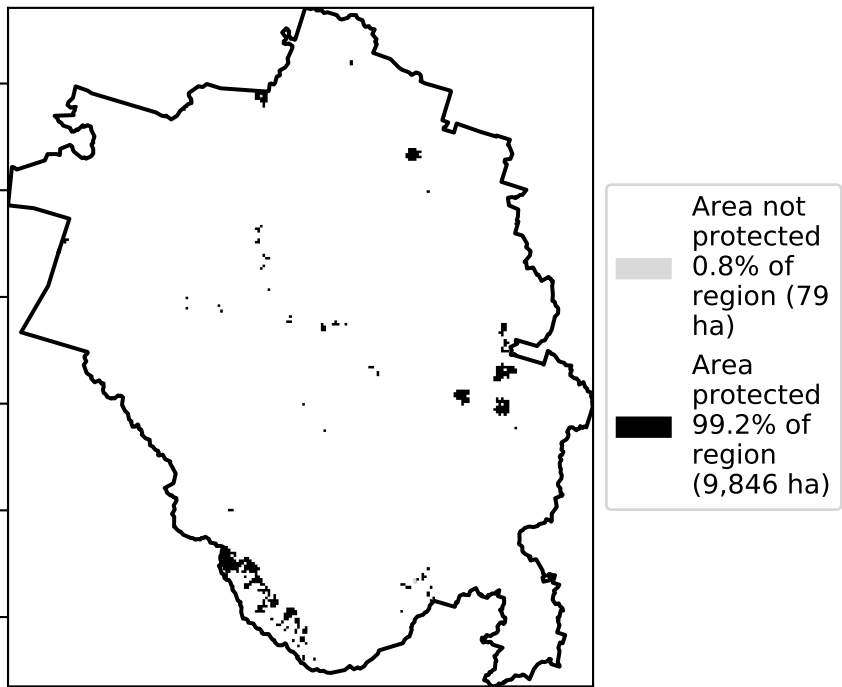 Area not
protected
0.8% of
region (79
ha)
Area
protected
99.2% of
region
(9,846 ha)